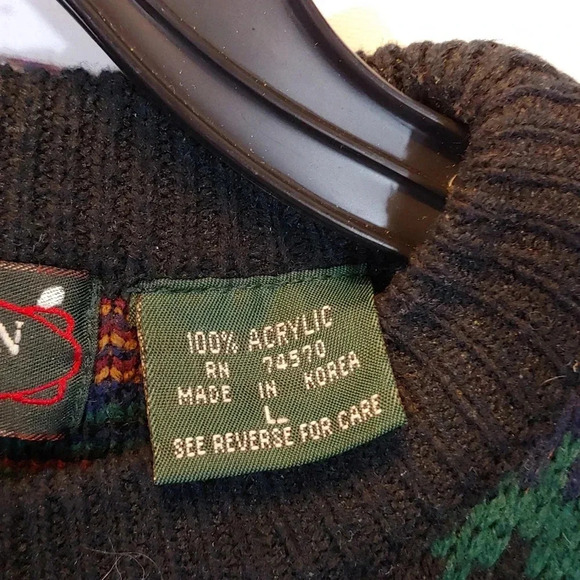 100% ACRYLIC
RN 74570
MADE IN KOREA
L
SEE REVERSE FOR CARE
N